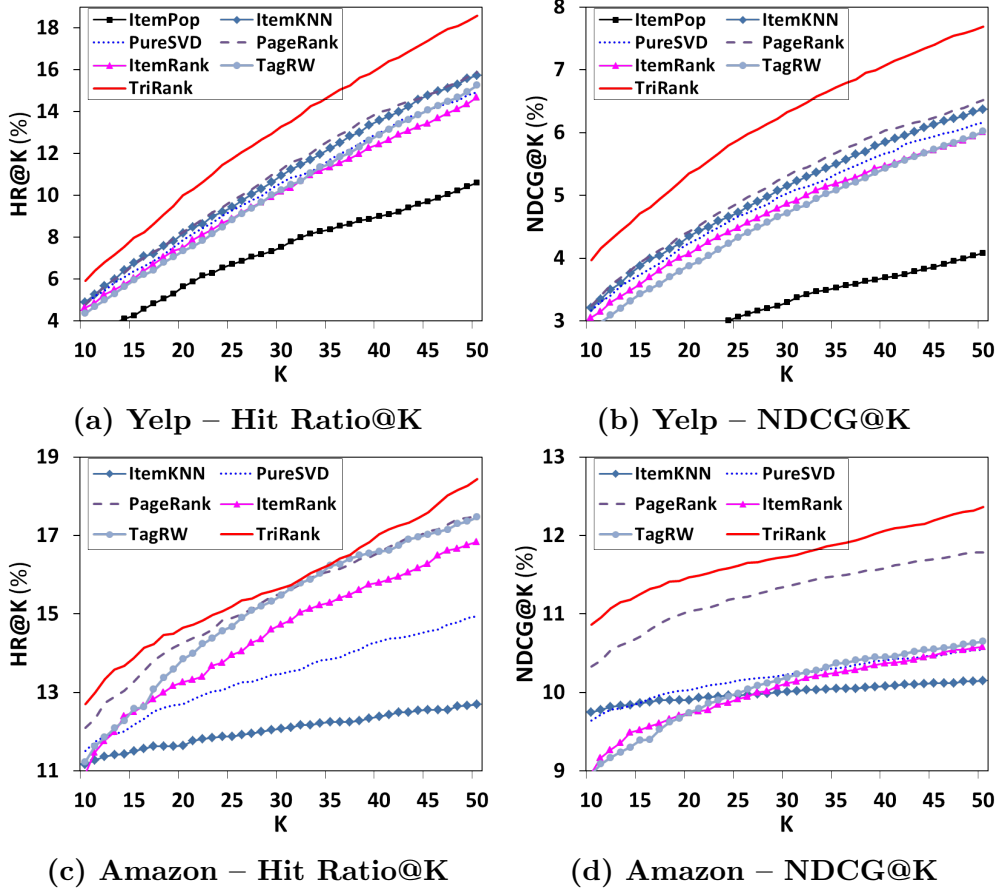 ItemPop ItemKNN
PureSVD PageRank
ItemRank TagRW
TriRank
HR@K (%)
18
16
14
12
10
8
6
4
10 15 20 25 30 35 40 45 50
K
(a) Yelp – Hit Ratio@K
ItemPop ItemKNN
PureSVD PageRank
ItemRank TagRW
TriRank
NDCG@K (%)
8
7
6
5
4
3
10 15 20 25 30 35 40 45 50
K
(b) Yelp – NDCG@K
ItemKNN PureSVD
PageRank ItemRank
TagRW TriRank
HR@K (%)
19
17
15
13
11
10 15 20 25 30 35 40 45 50
K
(c) Amazon – Hit Ratio@K
ItemKNN PureSVD
PageRank ItemRank
TagRW TriRank
NDCG@K (%)
13
12
11
10
9
10 15 20 25 30 35 40 45 50
K
(d) Amazon – NDCG@K